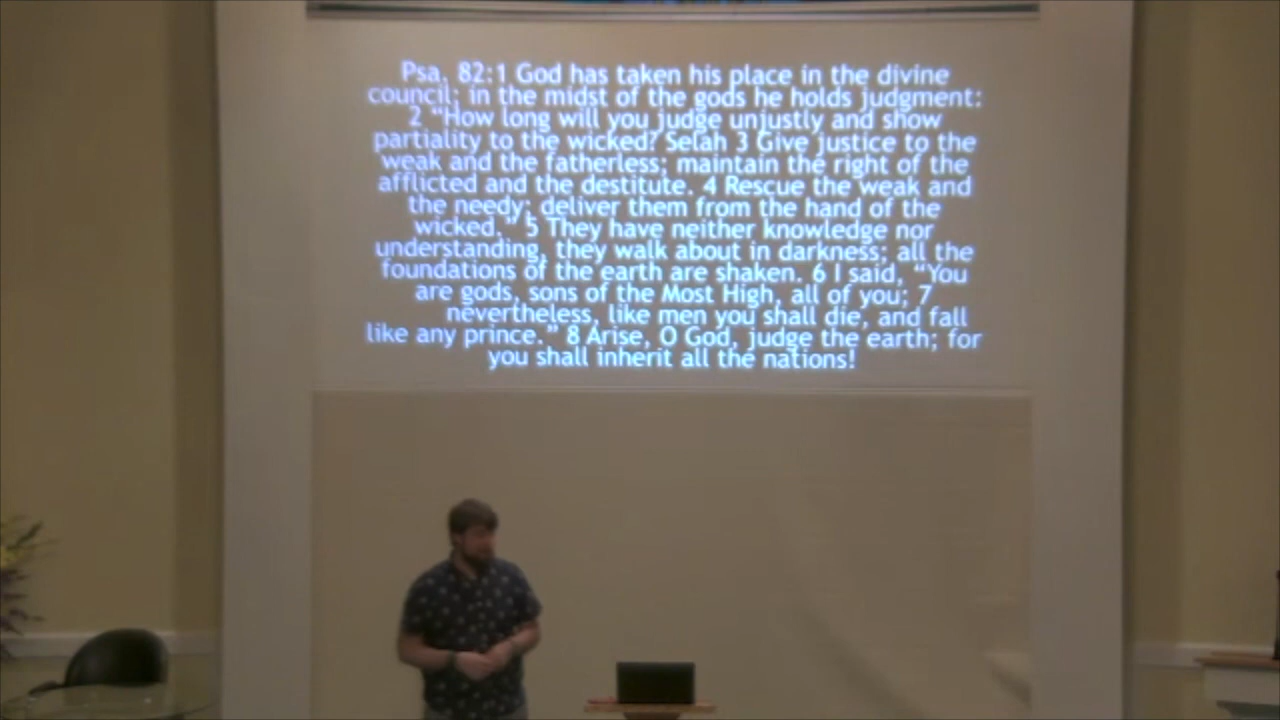 Psa. 82:1 God has taken his place in the divine
council; in the midst of the gods he holds judgment:
2 “How long will you judge unjustly and show
partiality to the wicked? Selah 3 Give justice to the
weak and the fatherless; maintain the right of the
afflicted and the destitute. 4 Rescue the weak and
the needy; deliver them from the hand of the
wicked.” 5 They have neither knowledge nor
understanding, they walk about in darkness; all the
foundations of the earth are shaken. 6 I said, “You
are gods, sons of the Most High, all of you; 7
nevertheless, like men you shall die, and fall
like any prince.” 8 Arise, O God, judge the earth; for
you shall inherit all the nations!